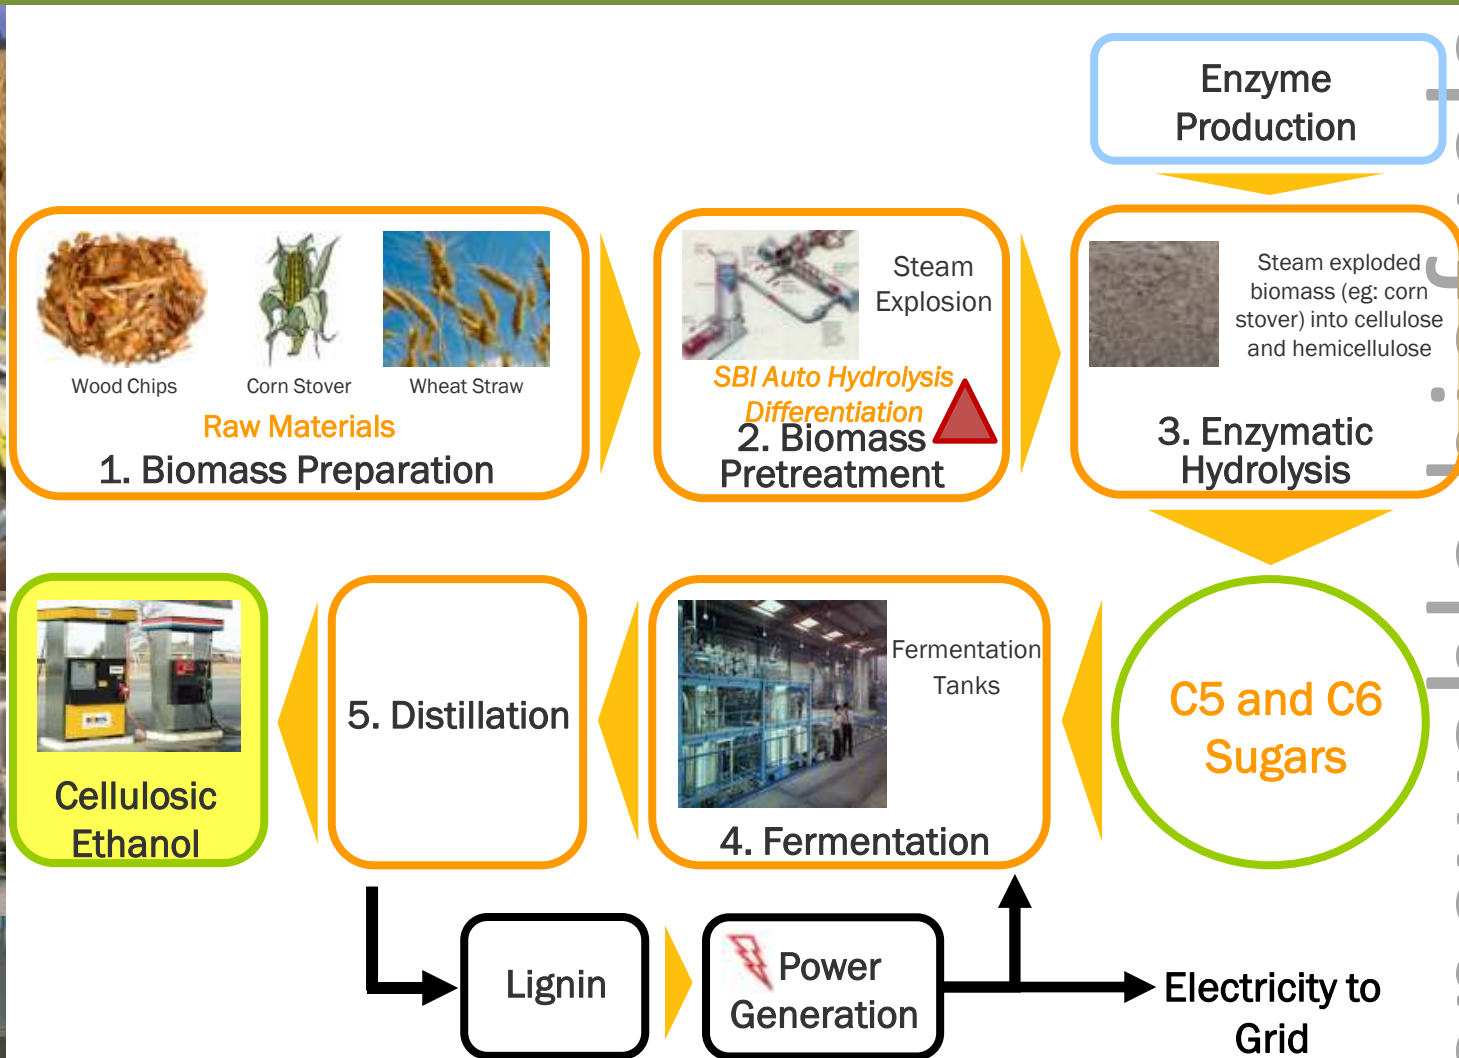 Enzyme
Production
Wood Chips
Corn Stover
Wheat Straw
Raw Materials
1. Biomass Preparation
Steam
Explosion
SBI Auto Hydrolysis
Differentiation
2. Biomass
Pretreatment
Steam exploded
biomass (eg: corn
stover) into cellulose
and hemicellulose
3. Enzymatic
Hydrolysis
C5 and C6
Sugars
Fermentation
Tanks
4. Fermentation
5. Distillation
Cellulosic
Ethanol
Lignin
Power
Generation
Electricity to
Grid